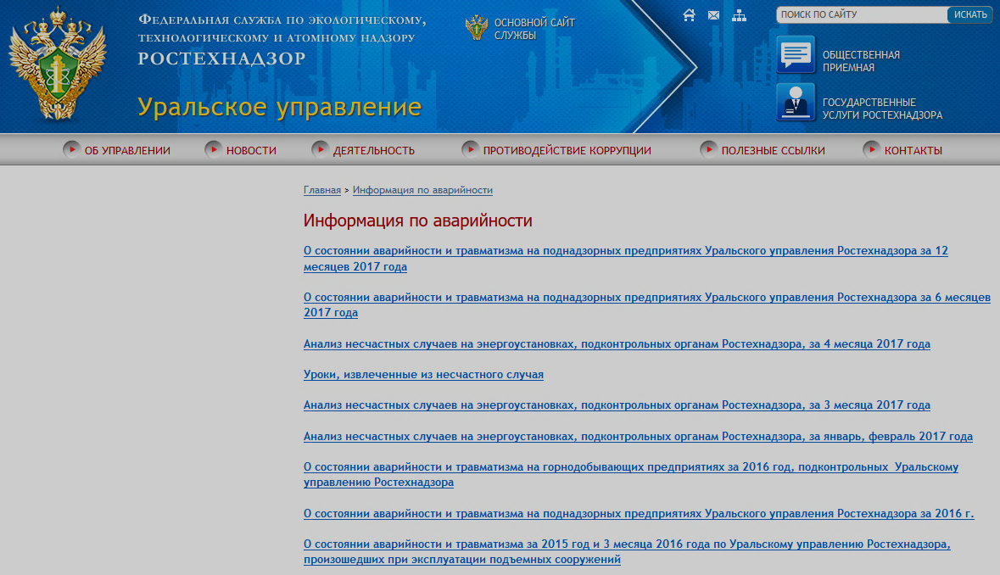 Федеральная служба по экологическому,
технологическому и атомному надзору
РОСТЕХНАДЗОР
Уральское управление
ОСНОВНОЙ САЙТ
СЛУЖБЫ
ПОИСК ПО САЙТУ
ИСКАТЬ
ОБЩЕСТВЕННАЯ
ПРИЕМНАЯ
ГОСУДАРСТВЕННЫЕ
УСЛУГИ РОСТЕХНАДЗОРА
ОБ УПРАВЛЕНИИ НОВОСТИ ДЕЯТЕЛЬНОСТЬ ПРОТИВОДЕЙСТВИЕ КОРРУПЦИИ ПОЛЕЗНЫЕ ССЫЛКИ КОНТАКТЫ
Главная > Информация по аварийности
Информация по аварийности
О состоянии аварийности и травматизма на поднадзорных предприятиях Уральского управления Ростехнадзора за 12
месяцев 2017 года
О состоянии аварийности и травматизма на поднадзорных предприятиях Уральского управления Ростехнадзора за 6 месяцев
2017 года
Анализ несчастных случаев на энергоустановках, подконтрольных органам Ростехнадзора, за 4 месяца 2017 года
Уроки, извлеченные из несчастного случая
Анализ несчастных случаев на энергоустановках, подконтрольных органам Ростехнадзора, за 3 месяца 2017 года
Анализ несчастных случаев на энергоустановках, подконтрольных органам Ростехнадзора, за январь, февраль 2017 года
О состоянии аварийности и травматизма на горнодобывающих предприятиях за 2016 год, подконтрольных Уральскому
управлению Ростехнадзора
О состоянии аварийности и травматизма на поднадзорных предприятиях Уральского управления Ростехнадзора за 2016 г.
О состоянии аварийности и травматизма за 2015 год и 3 месяца 2016 года по Уральскому управлению Ростехнадзора,
произошедших при эксплуатации подъемных сооружений